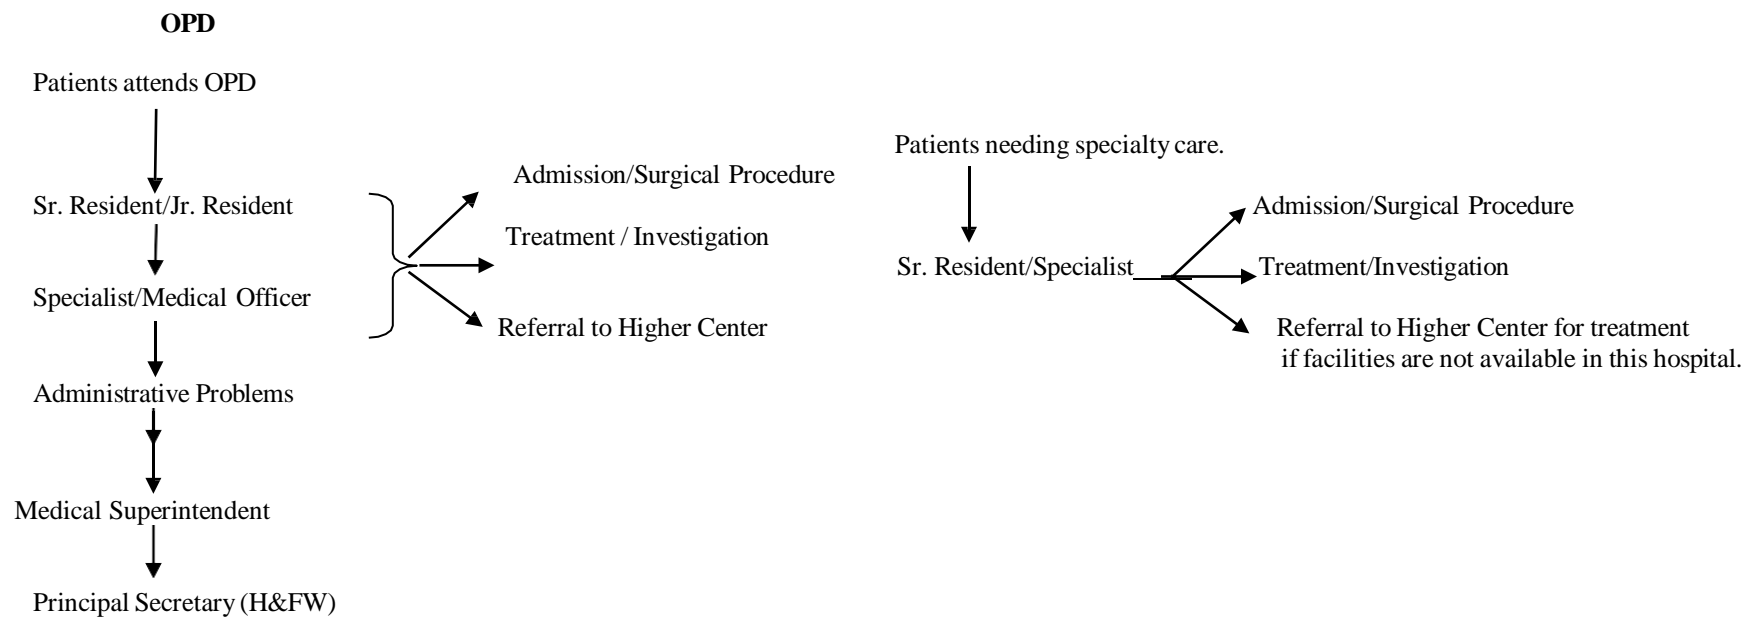 OPD
Patients attends OPD
Sr. Resident/Jr. Resident
Specialist/Medical Officer
Administrative Problems
Medical Superintendent
Principal Secretary (H&FW)
Admission/Surgical Procedure
Treatment / Investigation
Referral to Higher Center
Patients needing specialty care.
Sr. Resident/Specialist
Admission/Surgical Procedure
Treatment/Investigation
Referral to Higher Center for treatment
if facilities are not available in this hospital.